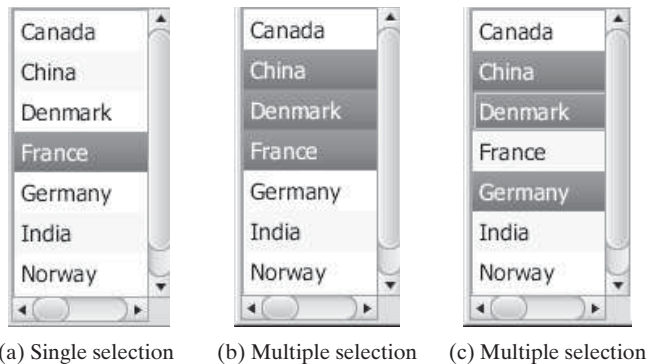 Canada
China
Denmark
France
Germany
India
Norway
Canada
China
Denmark
France
Germany
India
Norway
Canada
China
Denmark
France
Germany
India
Norway
(a) Single selection
(b) Multiple selection
(c) Multiple selection